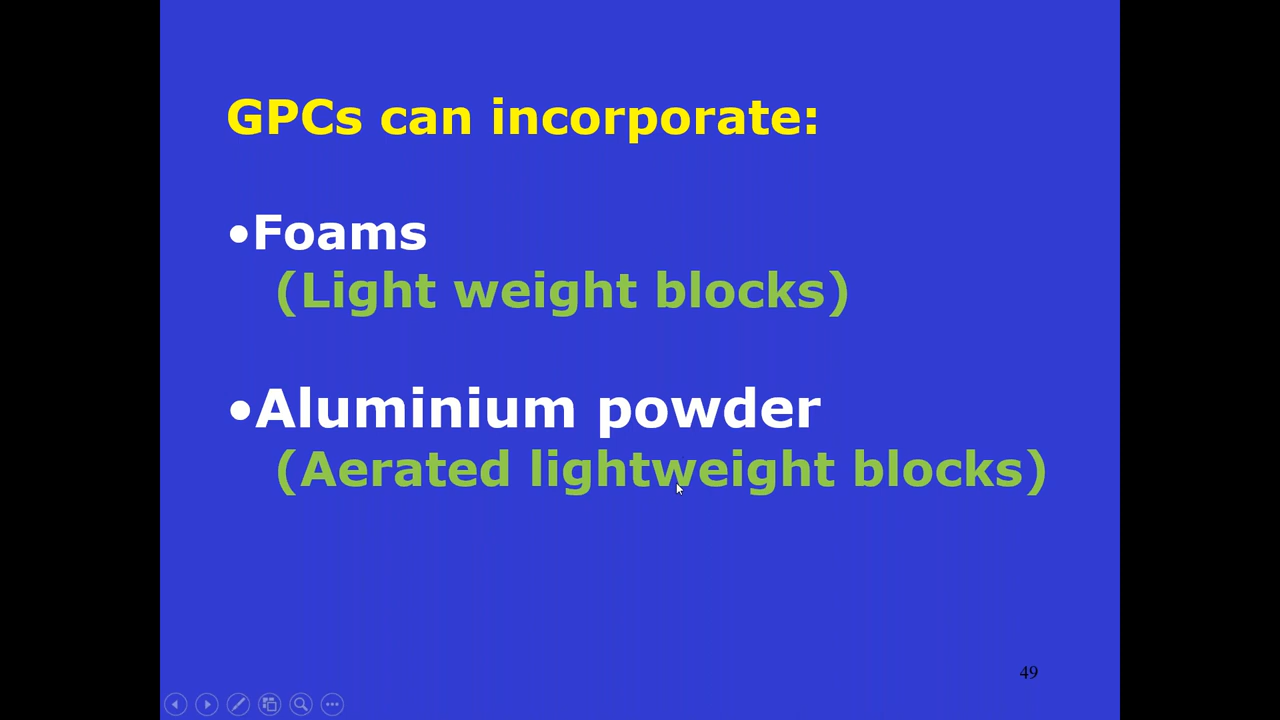 GPCs can incorporate:
•Foams
(Light weight blocks)
•Aluminium powder
(Aerated lightweight blocks)
49